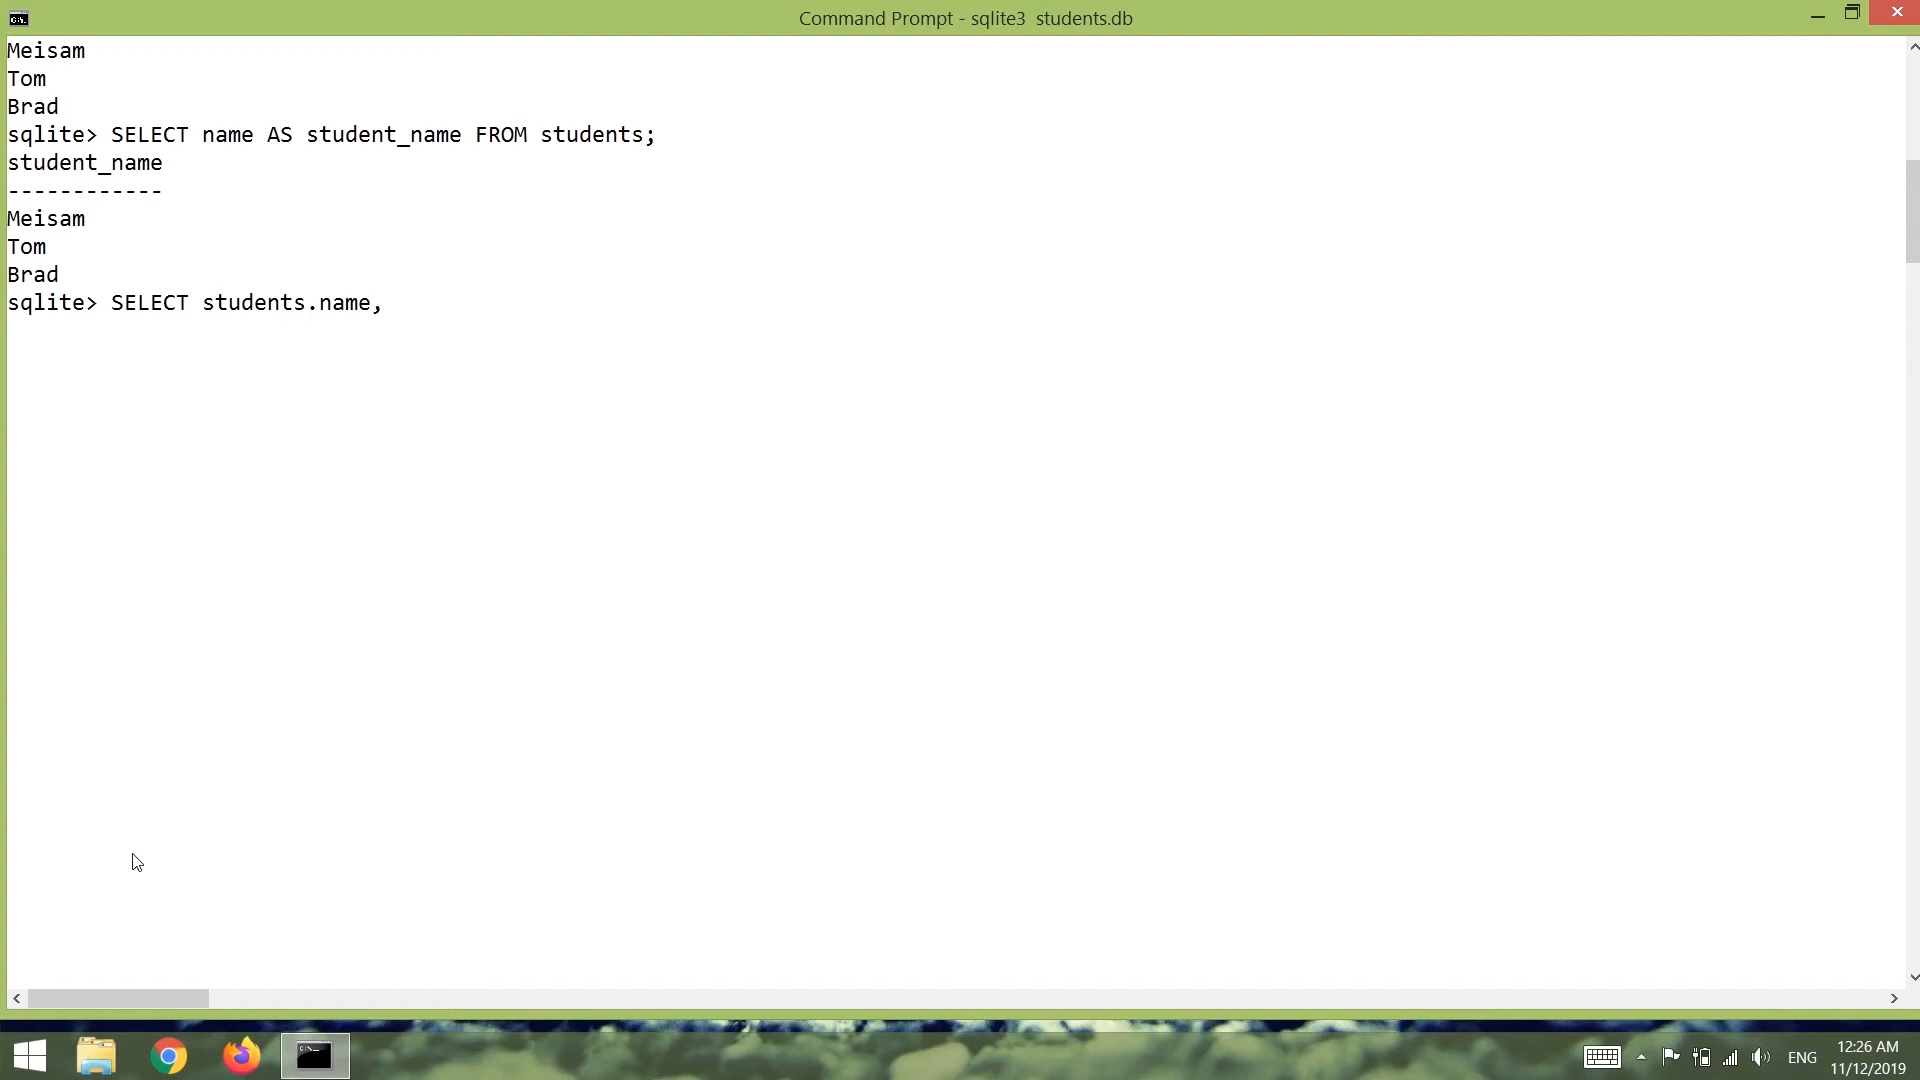 Command Prompt - sqlite3 students.db
Meisam
Tom
Brad
sqlite> SELECT name AS student_name FROM students;
student_name
------------
Meisam
Tom
Brad
sqlite> SELECT students.name,
ENG
12:26 AM
11/12/2019